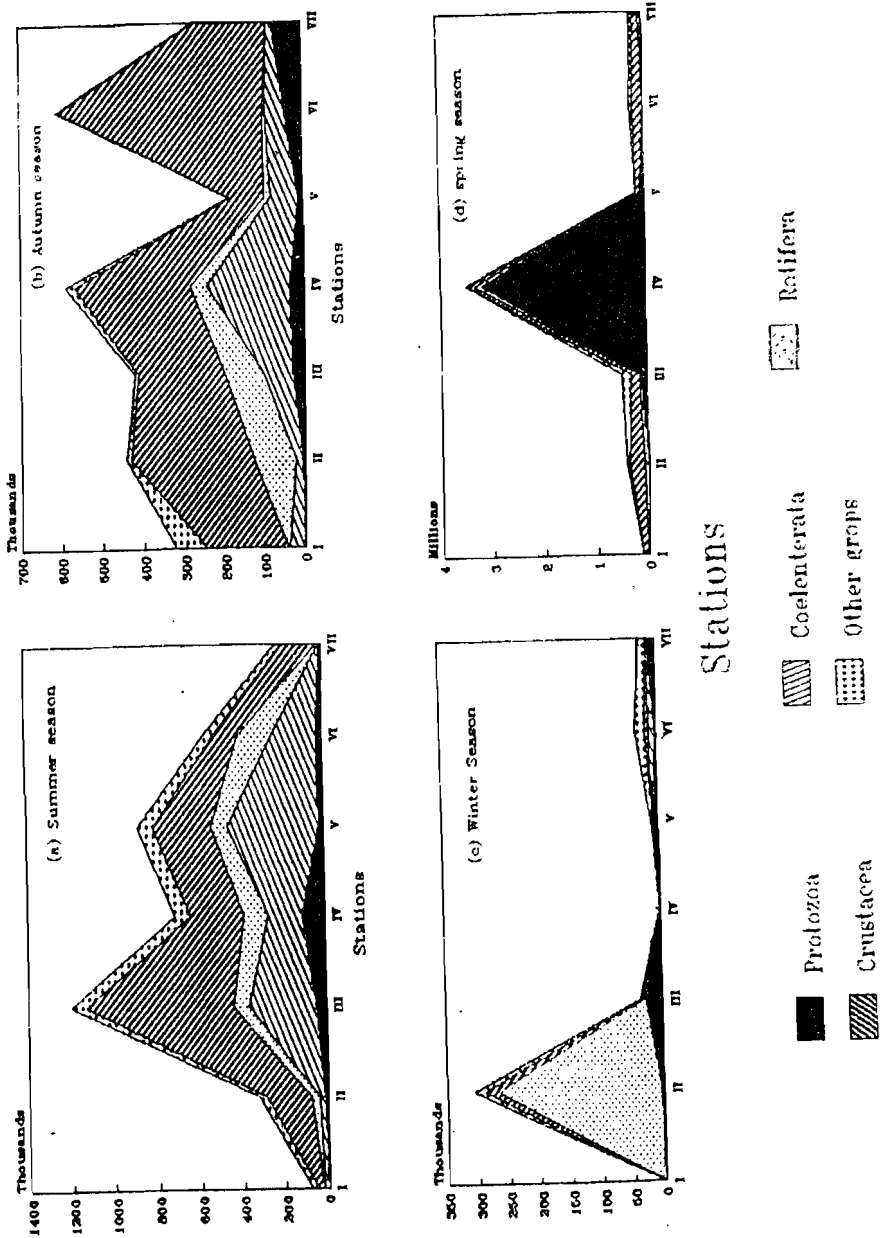 Thousands
1400
1200
1000
800
600
400
200
0
(a) Summer season
I II III IV V VI VII
Stations
Thousands
700
600
500
400
300
200
100
0
(b) Autumn season
I II III IV V VI VII
Stations
Thousands
350
300
250
200
150
100
50
0
(c) Winter Season
I II III IV V VI VII
Millions
4
3
2
1
0
(d) spring season
I II III IV V VI VII
Stations
Protozoa
Coelenterata
Rotifera
Crustacea
Other grops